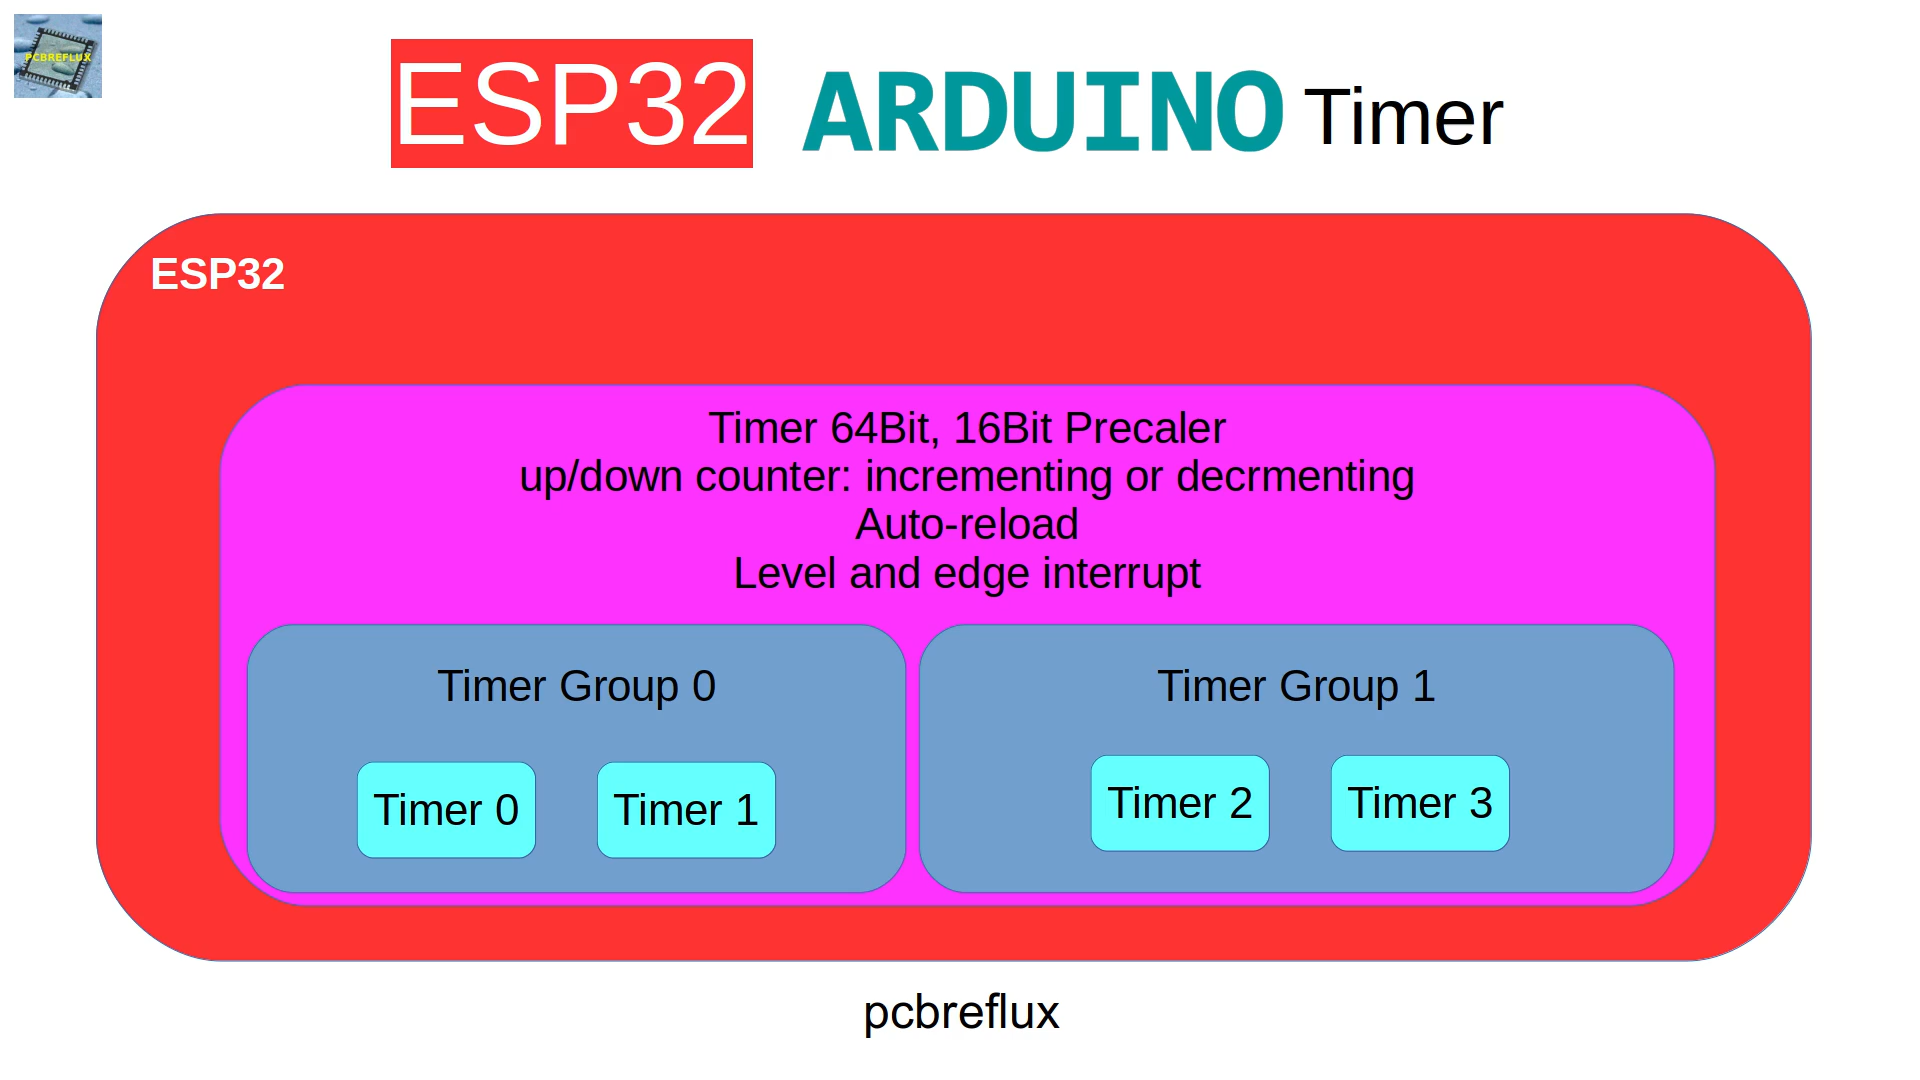 PCBREFLUX
ESP32 ARDUINO Timer
ESP32
Timer 64Bit, 16Bit Precaler
up/down counter: incrementing or decrmenting
Auto-reload
Level and edge interrupt
Timer Group 0
Timer 0 Timer 1
Timer Group 1
Timer 2 Timer 3
pcbreflux